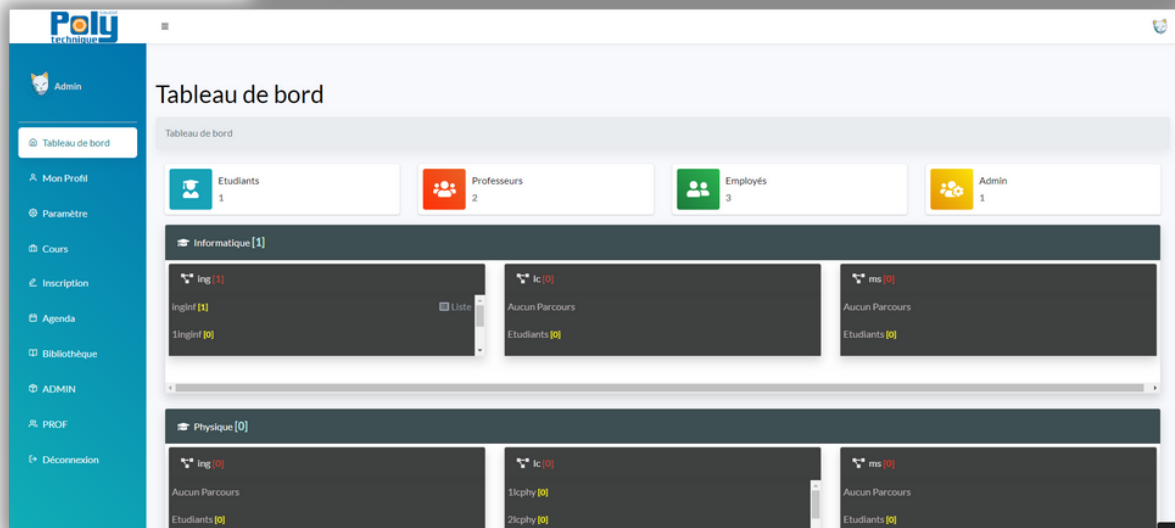 Poly
technique
Admin
Tableau de bord
Mon Profil
Paramètre
Cours
Inscription
Agenda
Bibliothèque
ADMIN
PROF
Déconnexion
Tableau de bord
Tableau de bord
Etudiants
1
Professeurs
2
Employés
3
Admin
1
Informatique [1]
ing [1]
inginf [1] Liste
1inginf [0]
lc [0]
Aucun Parcours
Etudiants [0]
ms [0]
Aucun Parcours
Etudiants [0]
Physique [0]
ing [0]
Aucun Parcours
Etudiants [0]
lc [0]
1lcphy [0]
2lcphy [0]
ms [0]
Aucun Parcours
Etudiants [0]